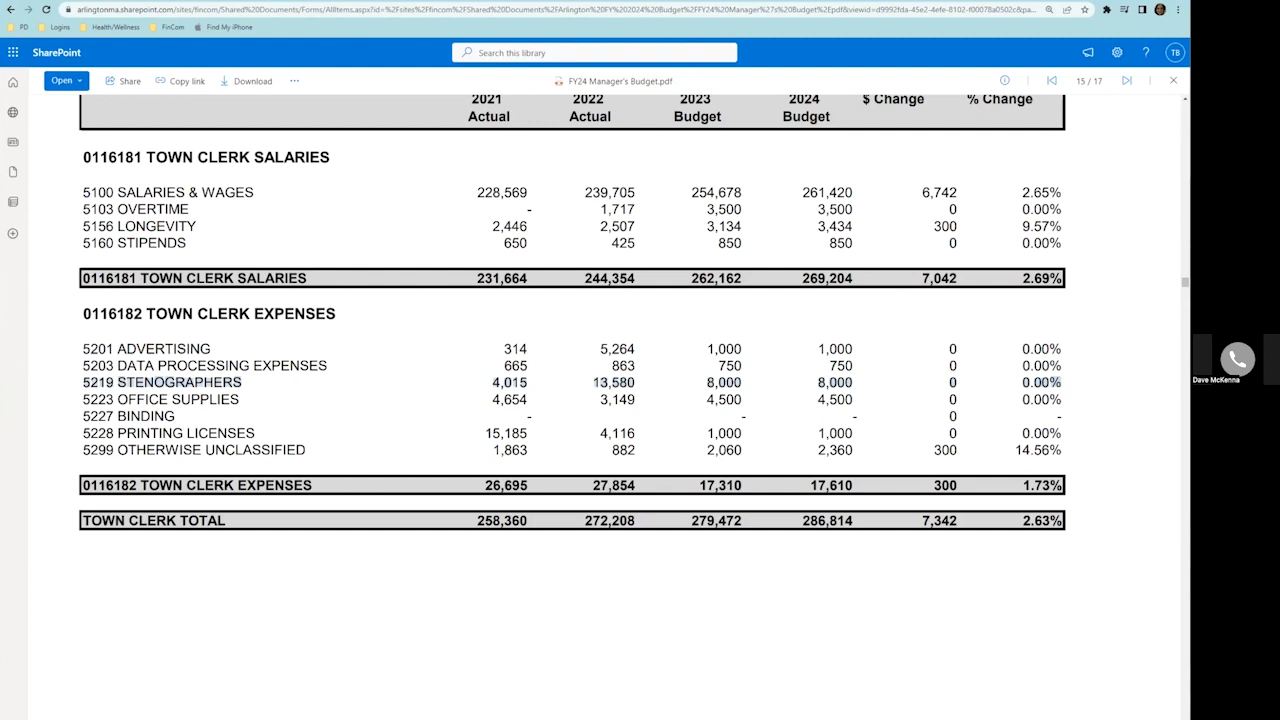 arlingtonma.sharepoint.com/sites/fincom/Shared%20Documents/Forms/AllItems.aspx?id=%2Fsites%2Ffincom%2FShared%20Documents%2FArlington%20FY%202024%20Budget%2FFY24%20Manager%27s%20Budget%2Epdf&viewid=d9992fda-45e2-4efe-8102-f00078a0502c&pa...
PD Logins Health/Wellness FinCom Find My iPhone
SharePoint Search this library ? TB
Open Share Copy link Download ... FY24 Manager's Budget.pdf 15 / 17
2021 2022 2023 2024 $ Change % Change
Actual Actual Budget Budget
0116181 TOWN CLERK SALARIES
5100 SALARIES & WAGES 228,569 239,705 254,678 261,420 6,742 2.65%
5103 OVERTIME - 1,717 3,500 3,500 0 0.00%
5156 LONGEVITY 2,446 2,507 3,134 3,434 300 9.57%
5160 STIPENDS 650 425 850 850 0 0.00%
0116181 TOWN CLERK SALARIES 231,664 244,354 262,162 269,204 7,042 2.69%
0116182 TOWN CLERK EXPENSES
5201 ADVERTISING 314 5,264 1,000 1,000 0 0.00%
5203 DATA PROCESSING EXPENSES 665 863 750 750 0 0.00%
5219 STENOGRAPHERS 4,015 13,580 8,000 8,000 0 0.00%
5223 OFFICE SUPPLIES 4,654 3,149 4,500 4,500 0 0.00%
5227 BINDING - - - 0 -
5228 PRINTING LICENSES 15,185 4,116 1,000 1,000 0 0.00%
5299 OTHERWISE UNCLASSIFIED 1,863 882 2,060 2,360 300 14.56%
0116182 TOWN CLERK EXPENSES 26,695 27,854 17,310 17,610 300 1.73%
TOWN CLERK TOTAL 258,360 272,208 279,472 286,814 7,342 2.63%
Dave McKenna